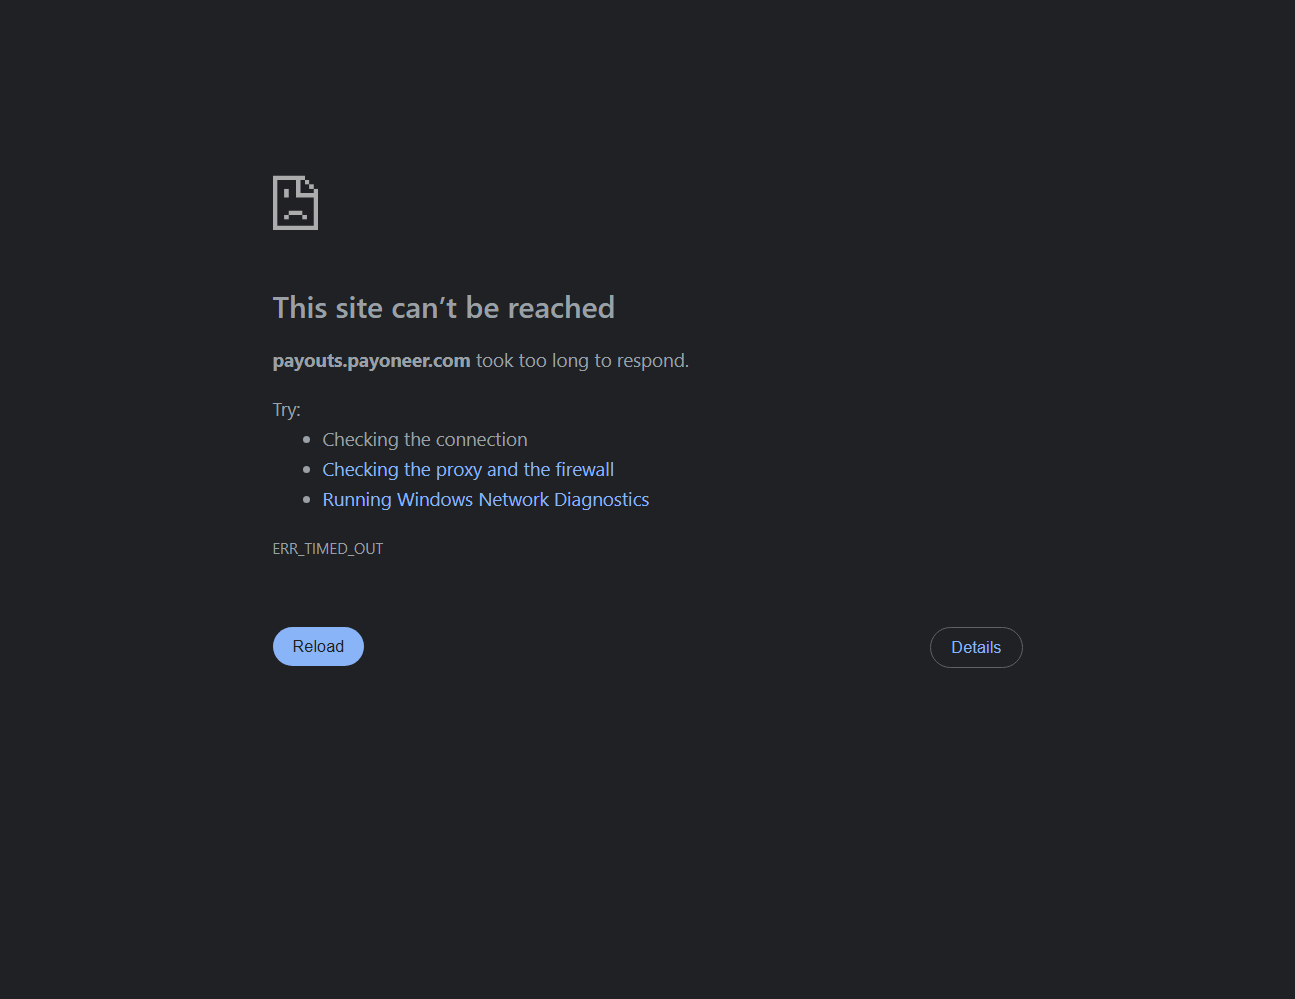 This site can’t be reached
payouts.payoneer.com took too long to respond.
Try:
Checking the connection
Checking the proxy and the firewall
Running Windows Network Diagnostics
ERR_TIMED_OUT
Reload
Details